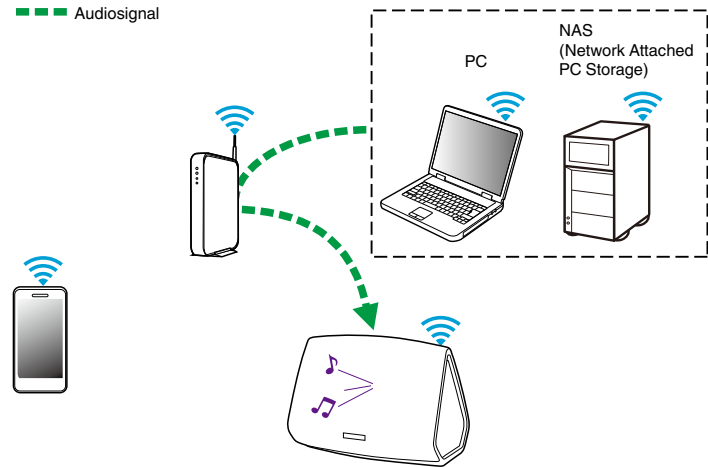 Audiosignal
PC
NAS
(Network Attached
PC Storage)